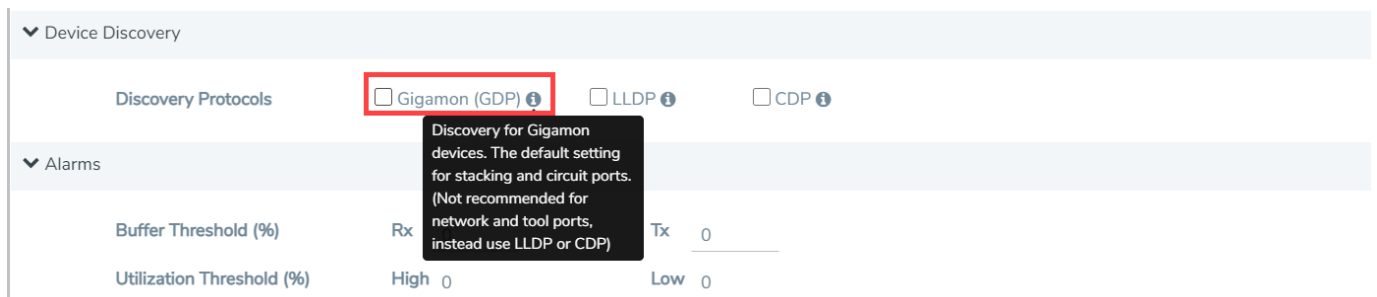 Device Discovery
Discovery Protocols Gigamon (GDP) LLDP CDP
Discovery for Gigamon
devices. The default setting
for stacking and circuit ports.
(Not recommended for
network and tool ports,
instead use LLDP or CDP)
Alarms
Buffer Threshold (%) Rx Tx 0
Utilization Threshold (%) High 0 Low 0